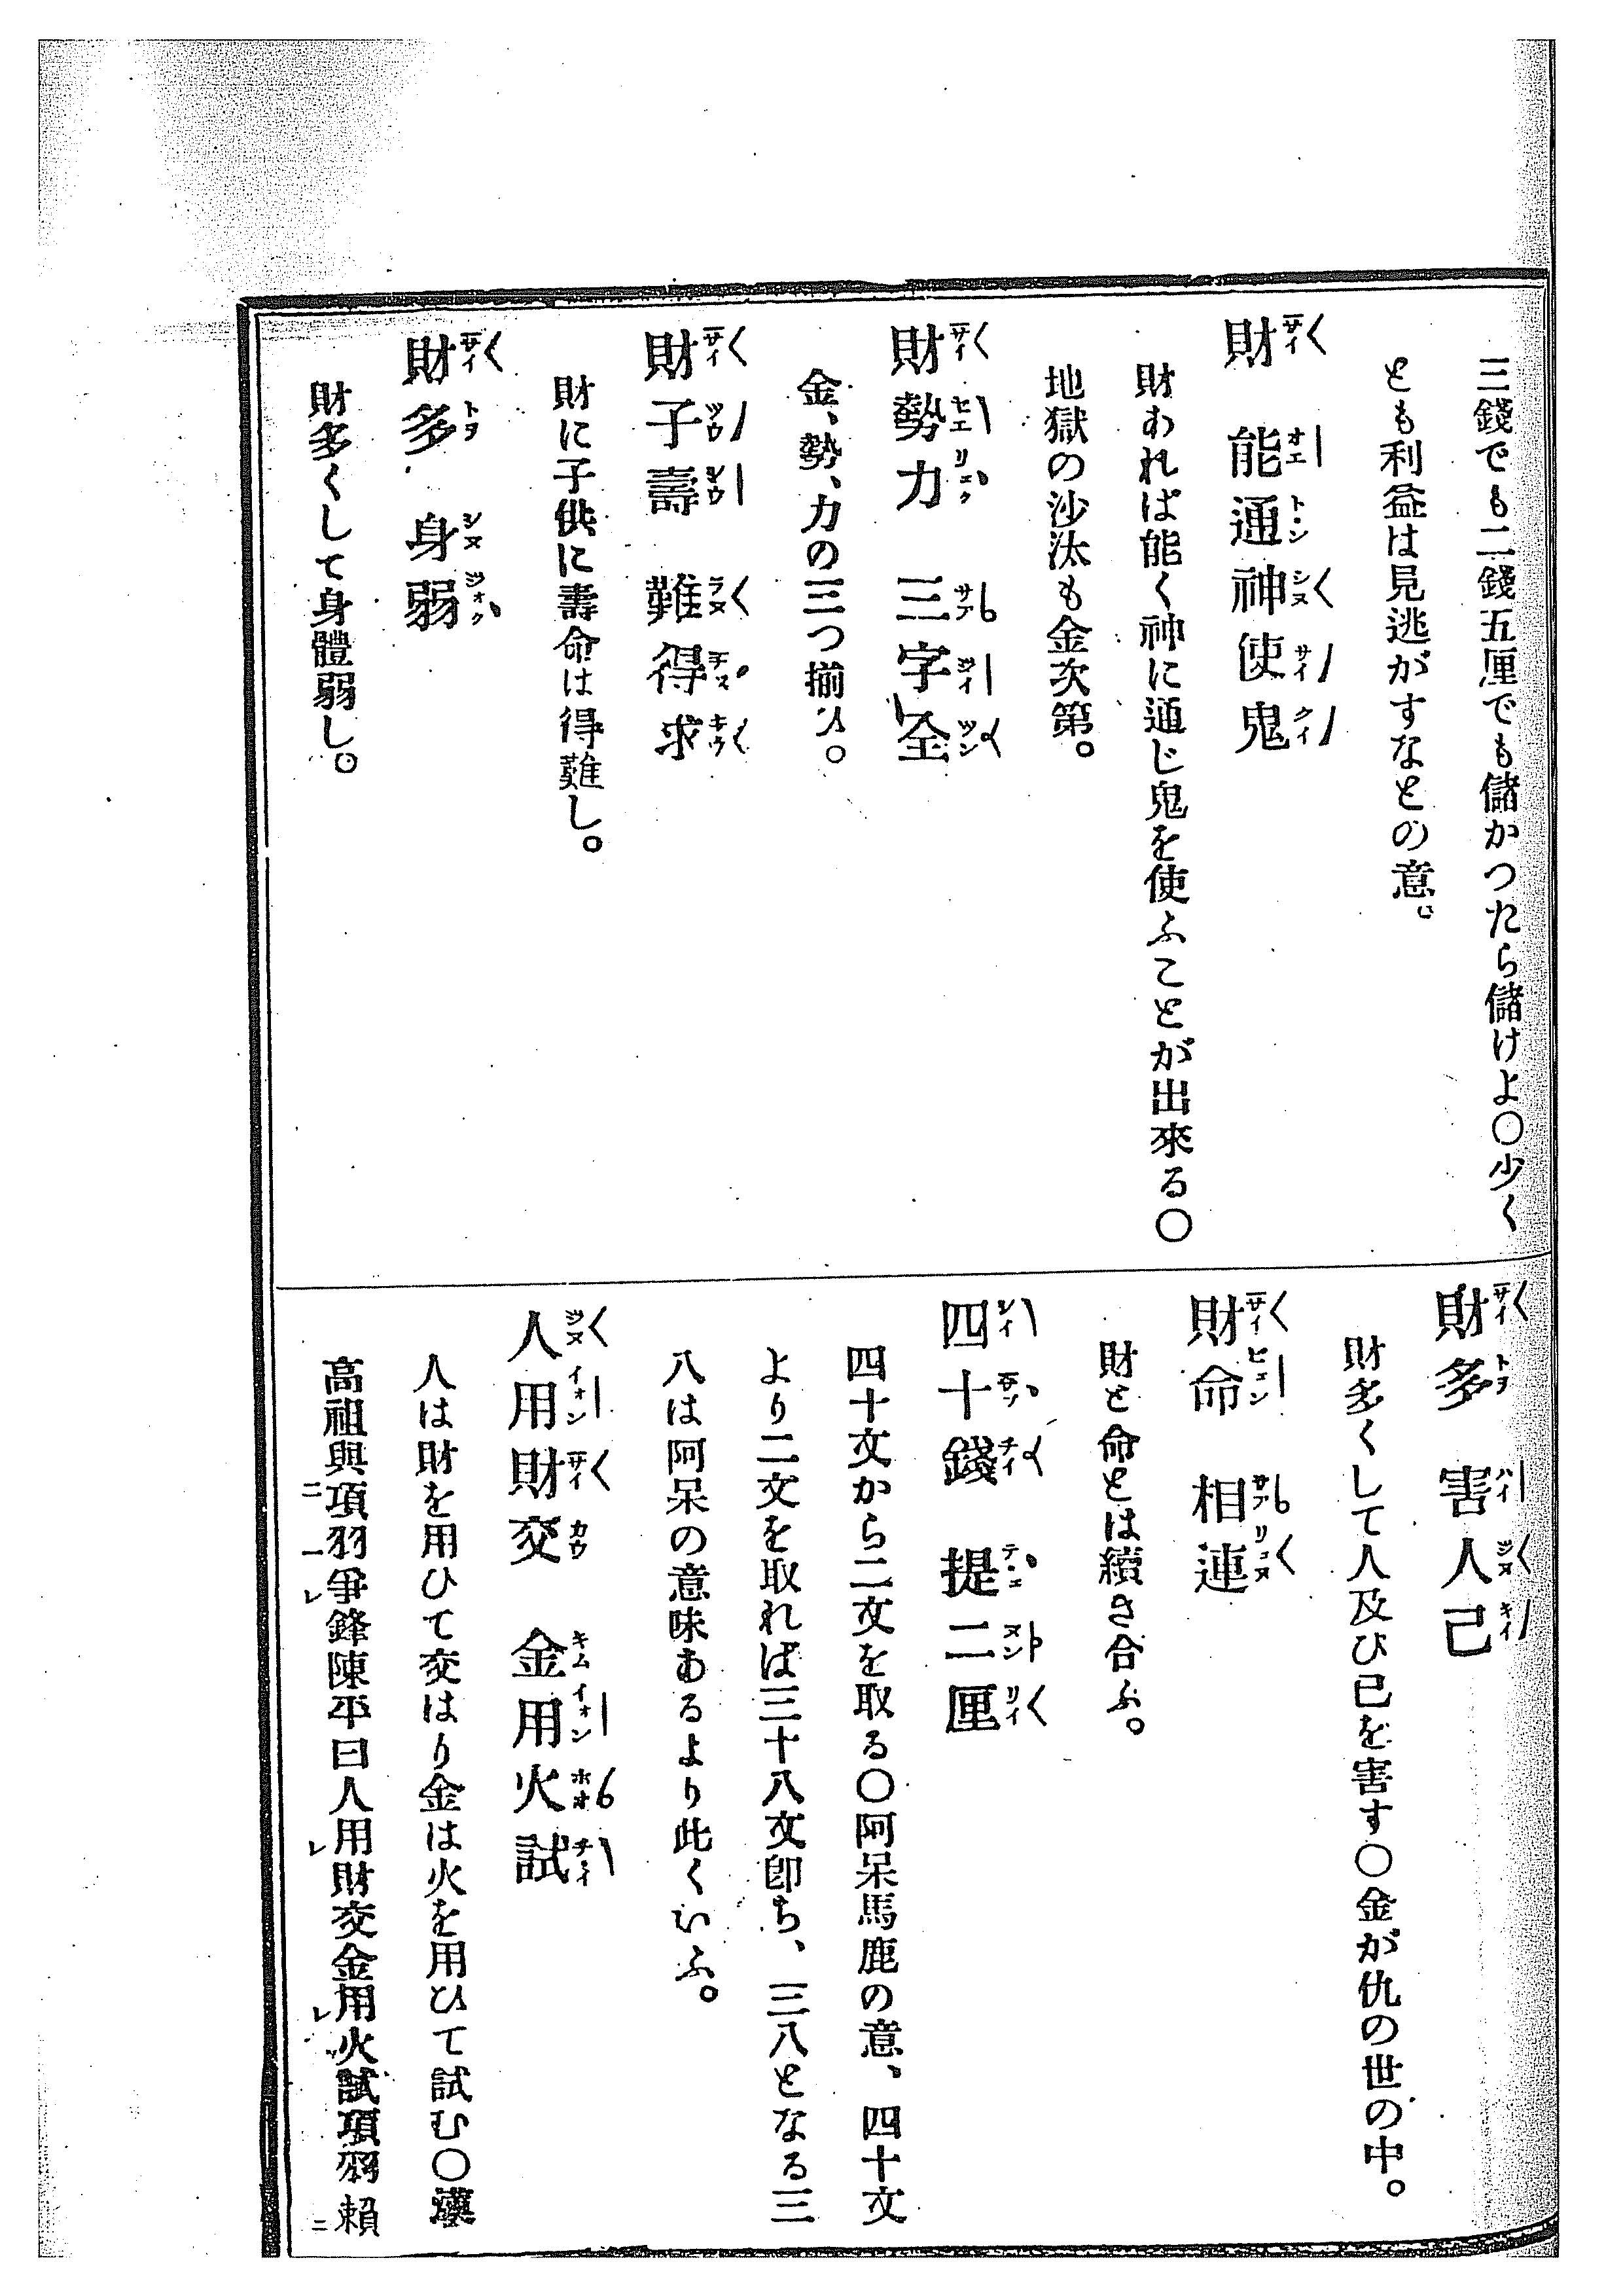 三錢でも二錢五厘でも儲かつたら儲けよ〇少く
とも利益は見逃がすなとの意。
財 能通神使鬼
財あれば能く神に通じ鬼を使ふことが出來る〇
地獄の沙汰も金次第。
財勢力 三字全
金、勢、力の三つ揃ひ。
財子壽 難得求
財に子供に壽命は得難し。
財多 身弱
財多くして身體弱し。
財多 害人己
財多くして人及び己を害す〇金が仇の世の中。
財命 相連
財と命とは續き合ふ。
四十錢 提二厘
四十文から二文を取る〇阿呆馬鹿の意、四十文
より二文を取れば三十八文卽ち、三八となる三
八は阿呆の意味あるより此くいふ。
人用財交 金用火試
人は財を用ひて交はり金は火を用ひて試む〇漢
高祖與項羽爭鋒陳平曰人用財交金用火試項羽賴